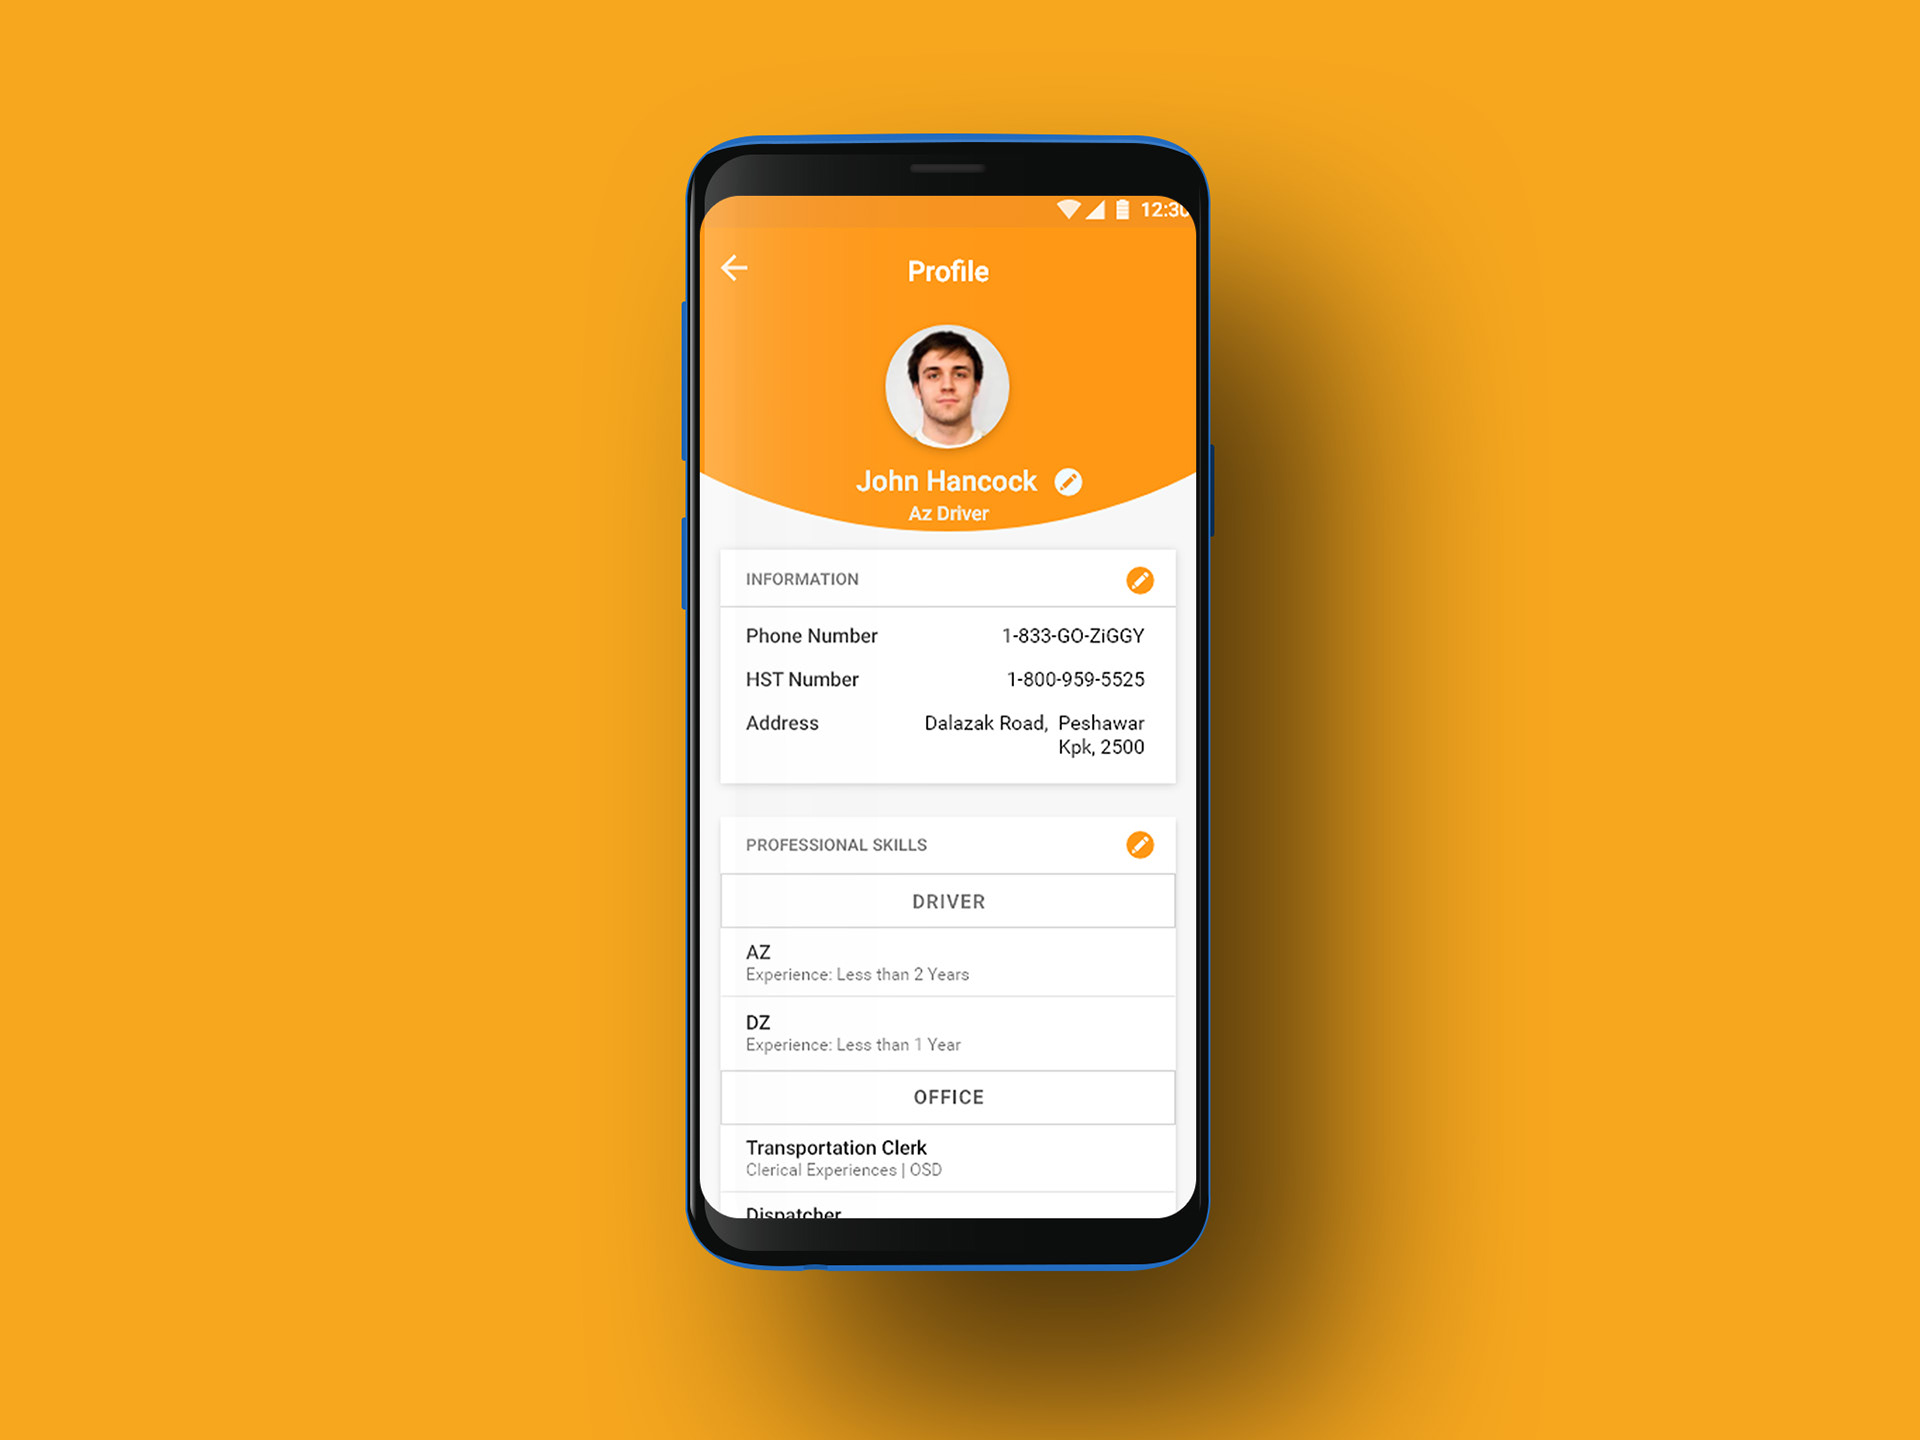 12:30
Profile
John Hancock
Az Driver
INFORMATION
Phone Number 1-833-GO-ZiGGY
HST Number 1-800-959-5525
Address Dalazak Road, Peshawar
Kpk, 2500
PROFESSIONAL SKILLS
DRIVER
AZ
Experience: Less than 2 Years
DZ
Experience: Less than 1 Year
OFFICE
Transportation Clerk
Clerical Experiences | OSD
Dispatcher